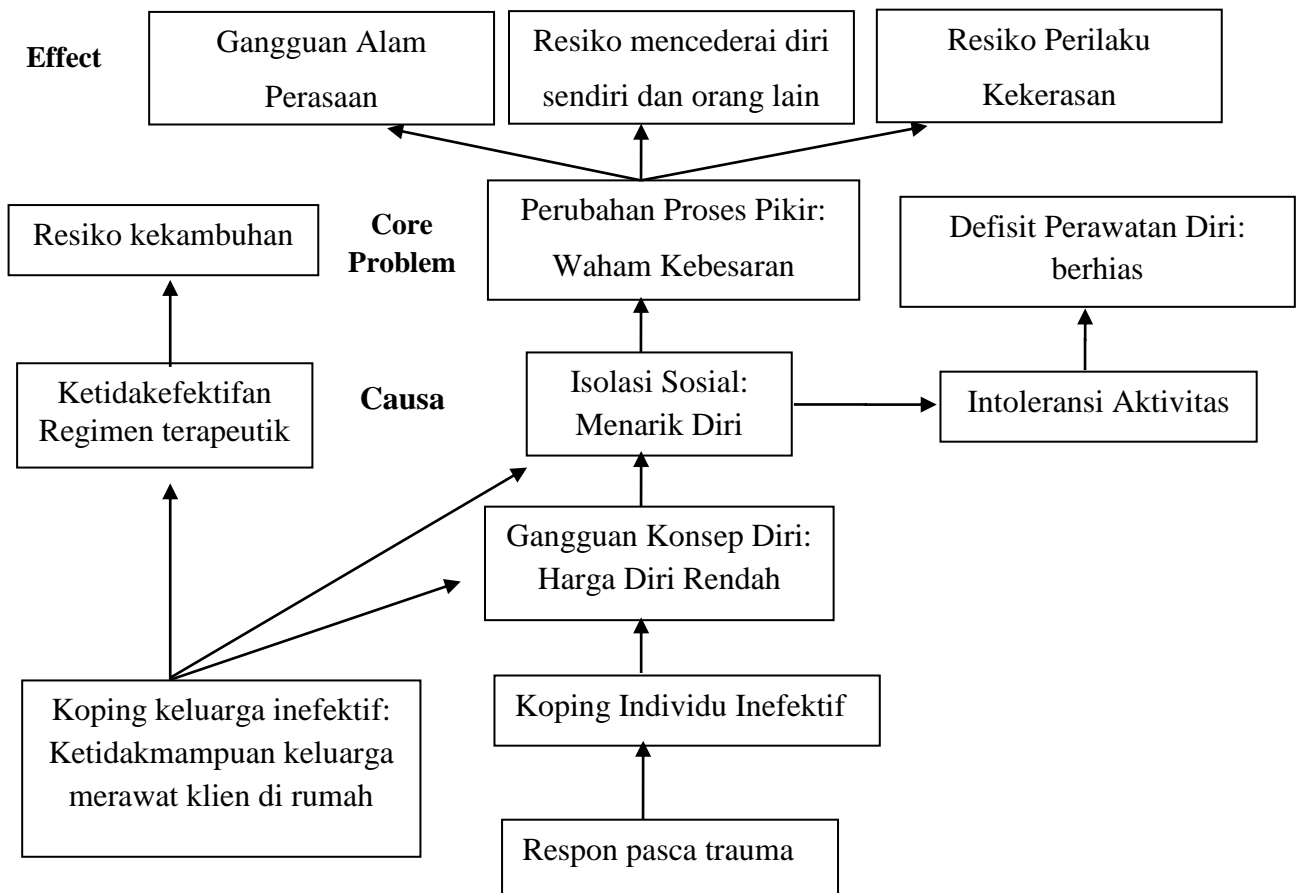 Effect
Gangguan Alam
Perasaan
Resiko mencederai diri
sendiri dan orang lain
Resiko Perilaku
Kekerasan
Resiko kekambuhan
Core
Problem
Perubahan Proses Pikir:
Waham Kebesaran
Defisit Perawatan Diri:
berhias
Ketidakefektifan
Regimen terapeutik
Causa
Isolasi Sosial:
Menarik Diri
Intoleransi Aktivitas
Gangguan Konsep Diri:
Harga Diri Rendah
Koping keluarga inefektif:
Ketidakmampuan keluarga
merawat klien di rumah
Koping Individu Inefektif
Respon pasca trauma